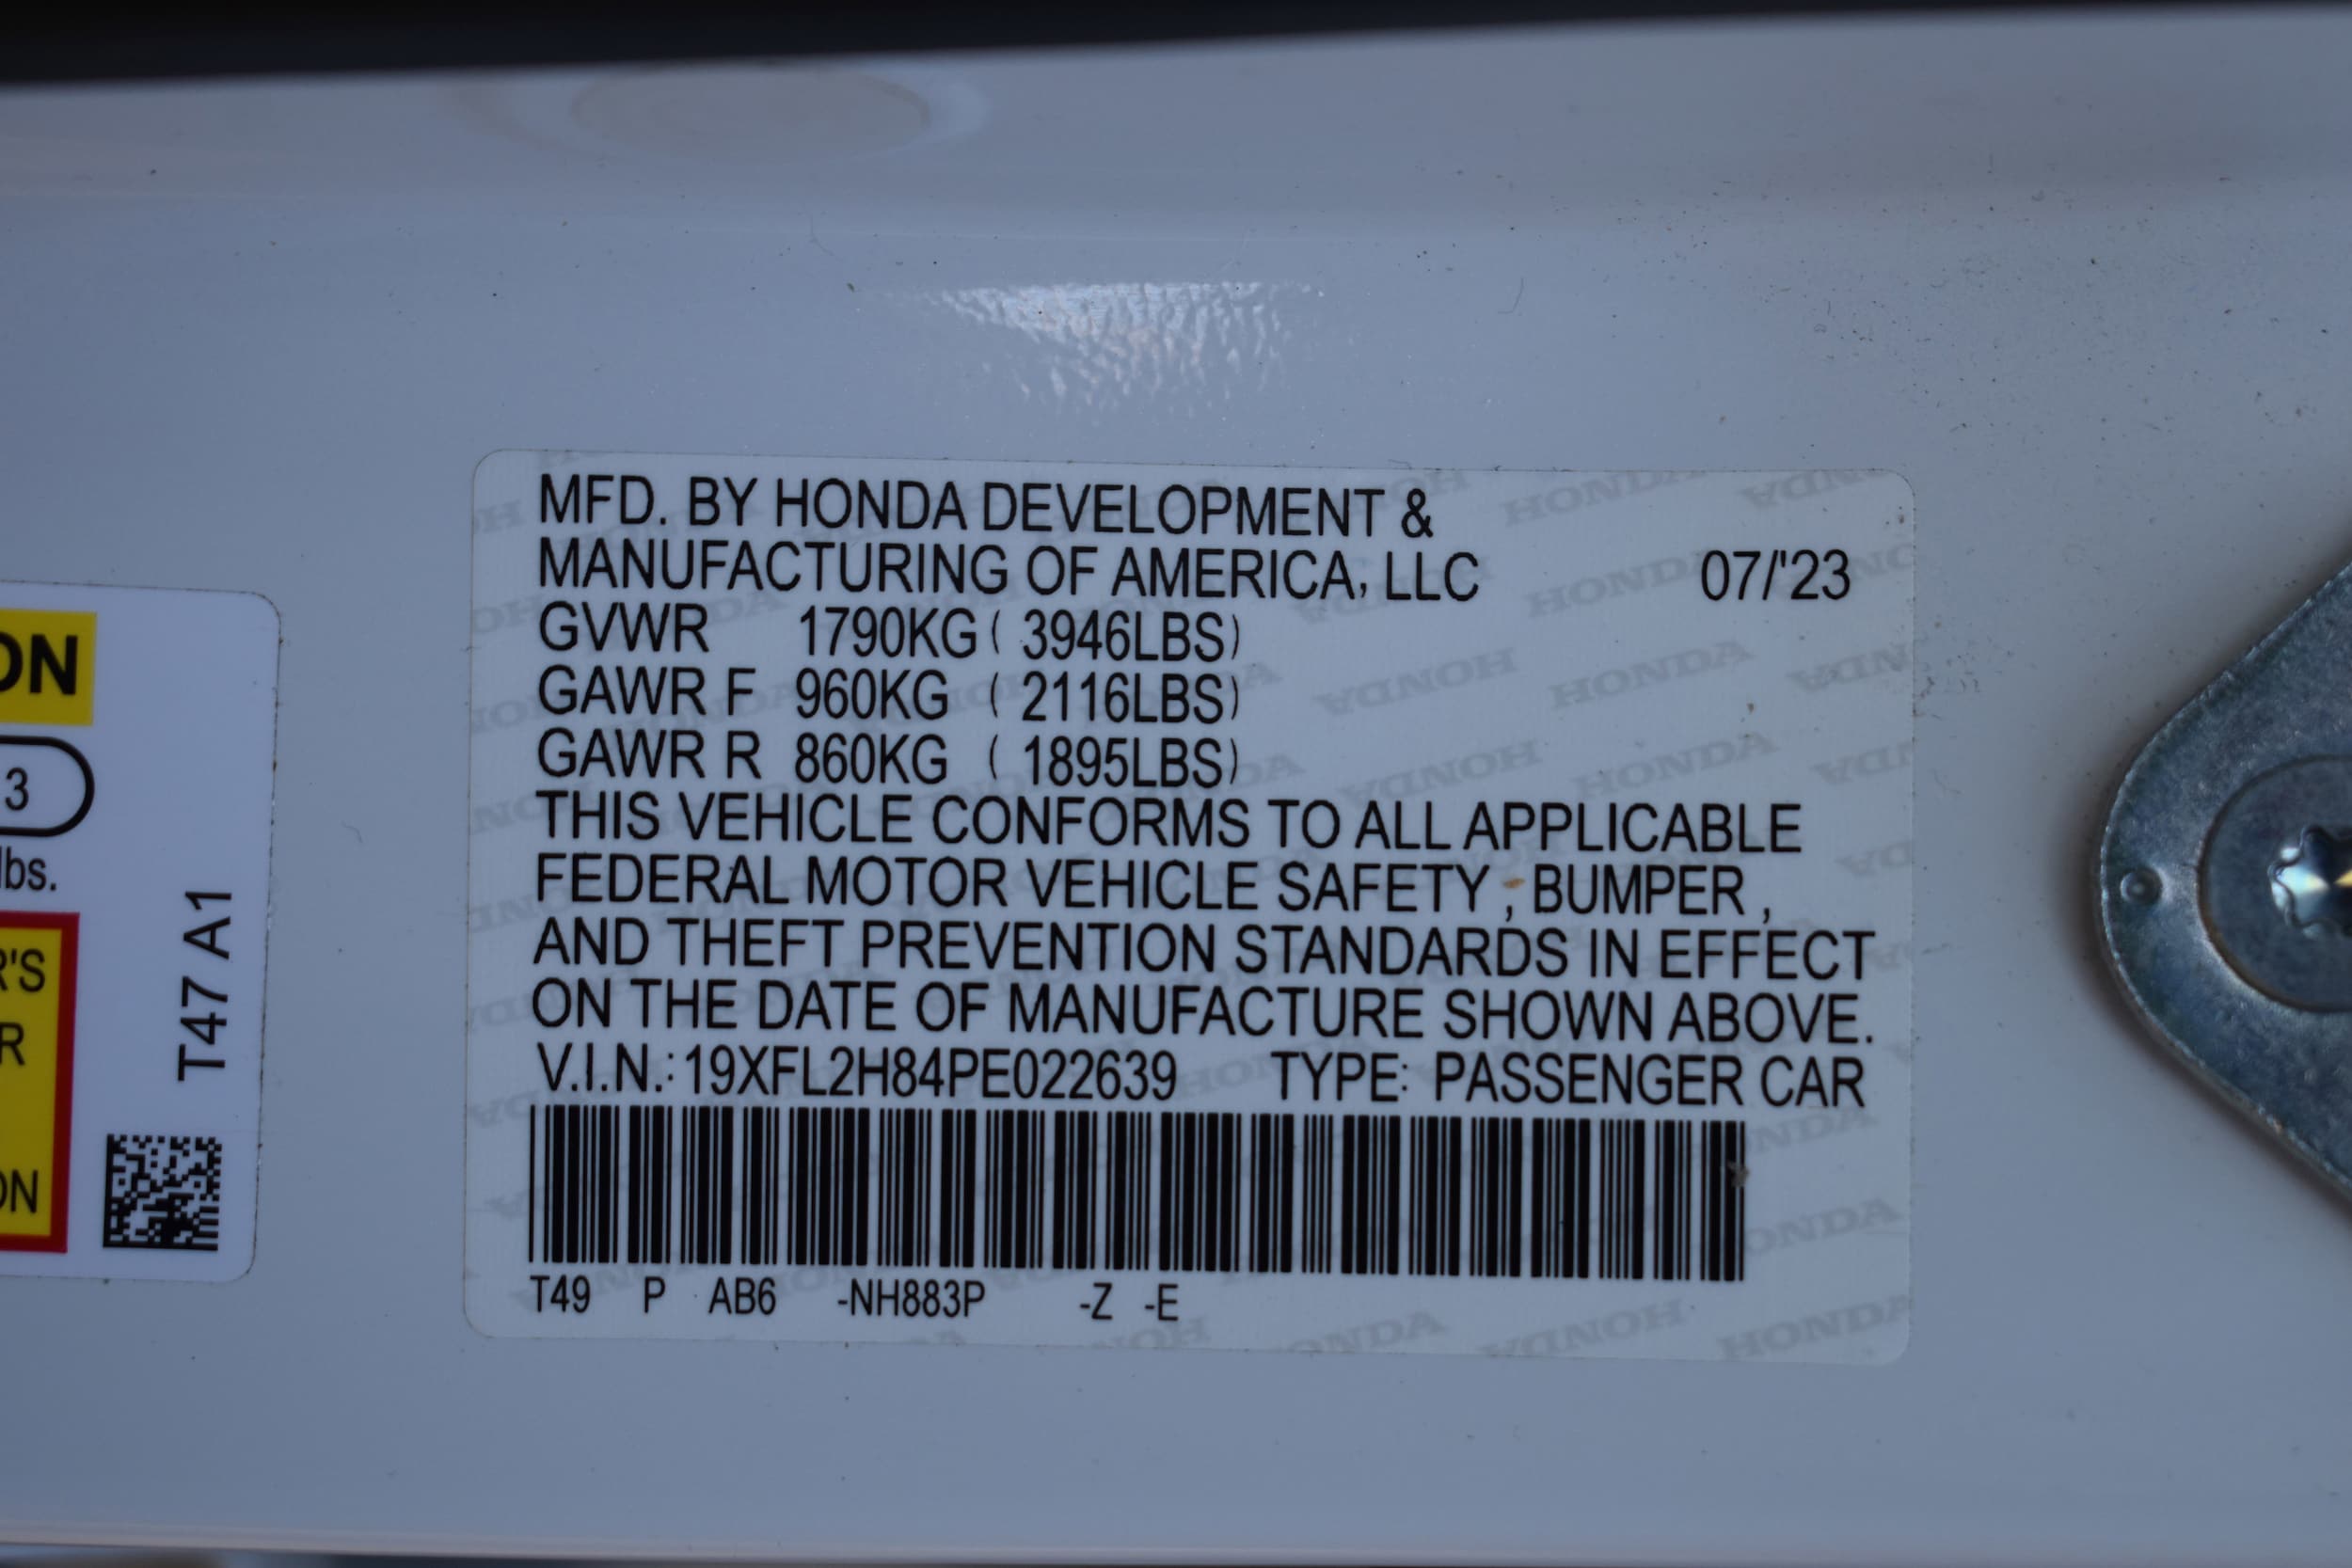 MFD. BY HONDA DEVELOPMENT &
MANUFACTURING OF AMERICA, LLC 07/'23
GVWR 1790KG ( 3946LBS)
GAWR F 960KG ( 2116LBS)
GAWR R 860KG ( 1895LBS)
THIS VEHICLE CONFORMS TO ALL APPLICABLE
FEDERAL MOTOR VEHICLE SAFETY , BUMPER ,
AND THEFT PREVENTION STANDARDS IN EFFECT
ON THE DATE OF MANUFACTURE SHOWN ABOVE.
V.I.N.: 19XFL2H84PE022639 TYPE: PASSENGER CAR
T49 P AB6 -NH883P -Z -E
3
lbs.
T47 A1